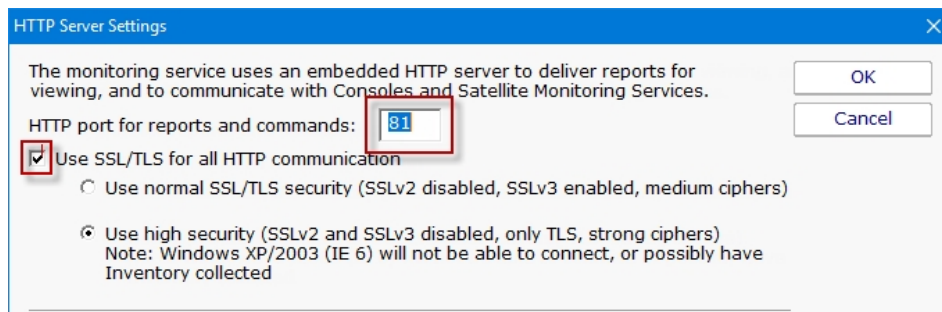 HTTP Server Settings
The monitoring service uses an embedded HTTP server to deliver reports for
viewing, and to communicate with Consoles and Satellite Monitoring Services.
OK
Cancel
HTTP port for reports and commands: 81
Use SSL/TLS for all HTTP communication
Use normal SSL/TLS security (SSLv2 disabled, SSLv3 enabled, medium ciphers)
Use high security (SSLv2 and SSLv3 disabled, only TLS, strong ciphers)
Note: Windows XP/2003 (IE 6) will not be able to connect, or possibly have
Inventory collected